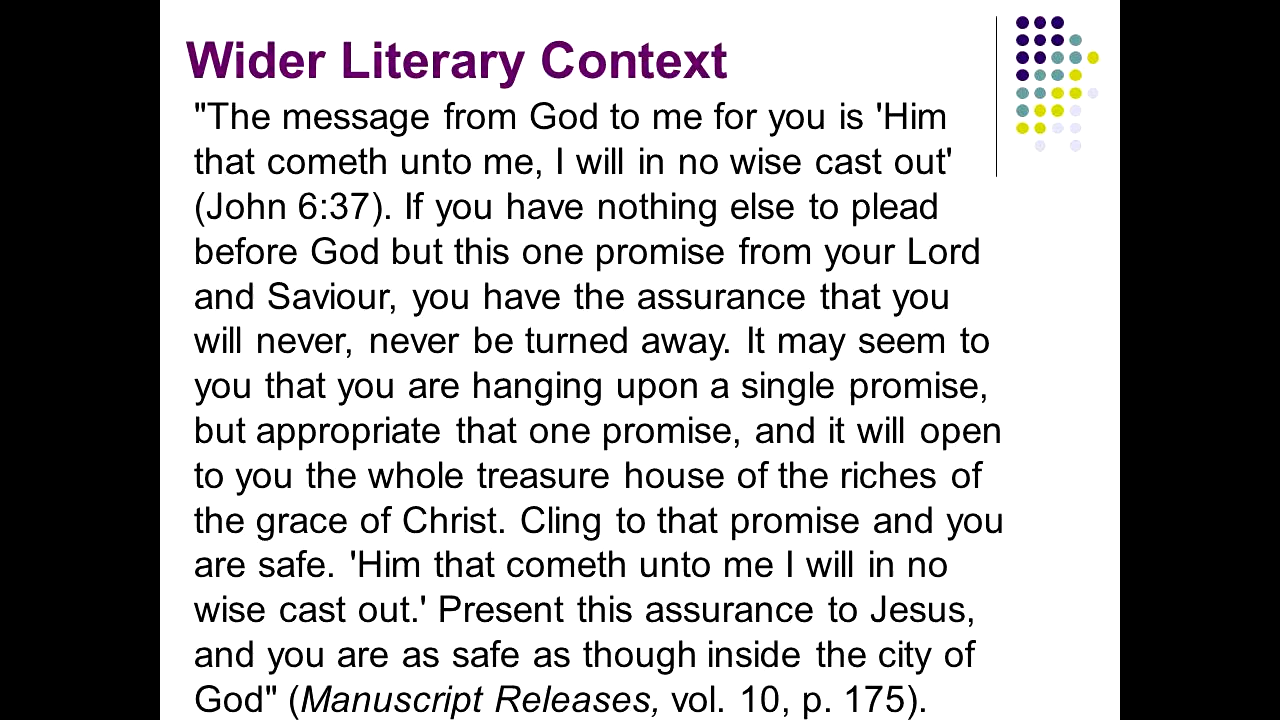 Wider Literary Context
"The message from God to me for you is 'Him
that cometh unto me, I will in no wise cast out'
(John 6:37). If you have nothing else to plead
before God but this one promise from your Lord
and Saviour, you have the assurance that you
will never, never be turned away. It may seem to
you that you are hanging upon a single promise,
but appropriate that one promise, and it will open
to you the whole treasure house of the riches of
the grace of Christ. Cling to that promise and you
are safe. 'Him that cometh unto me I will in no
wise cast out.' Present this assurance to Jesus,
and you are as safe as though inside the city of
God" (Manuscript Releases, vol. 10, p. 175).